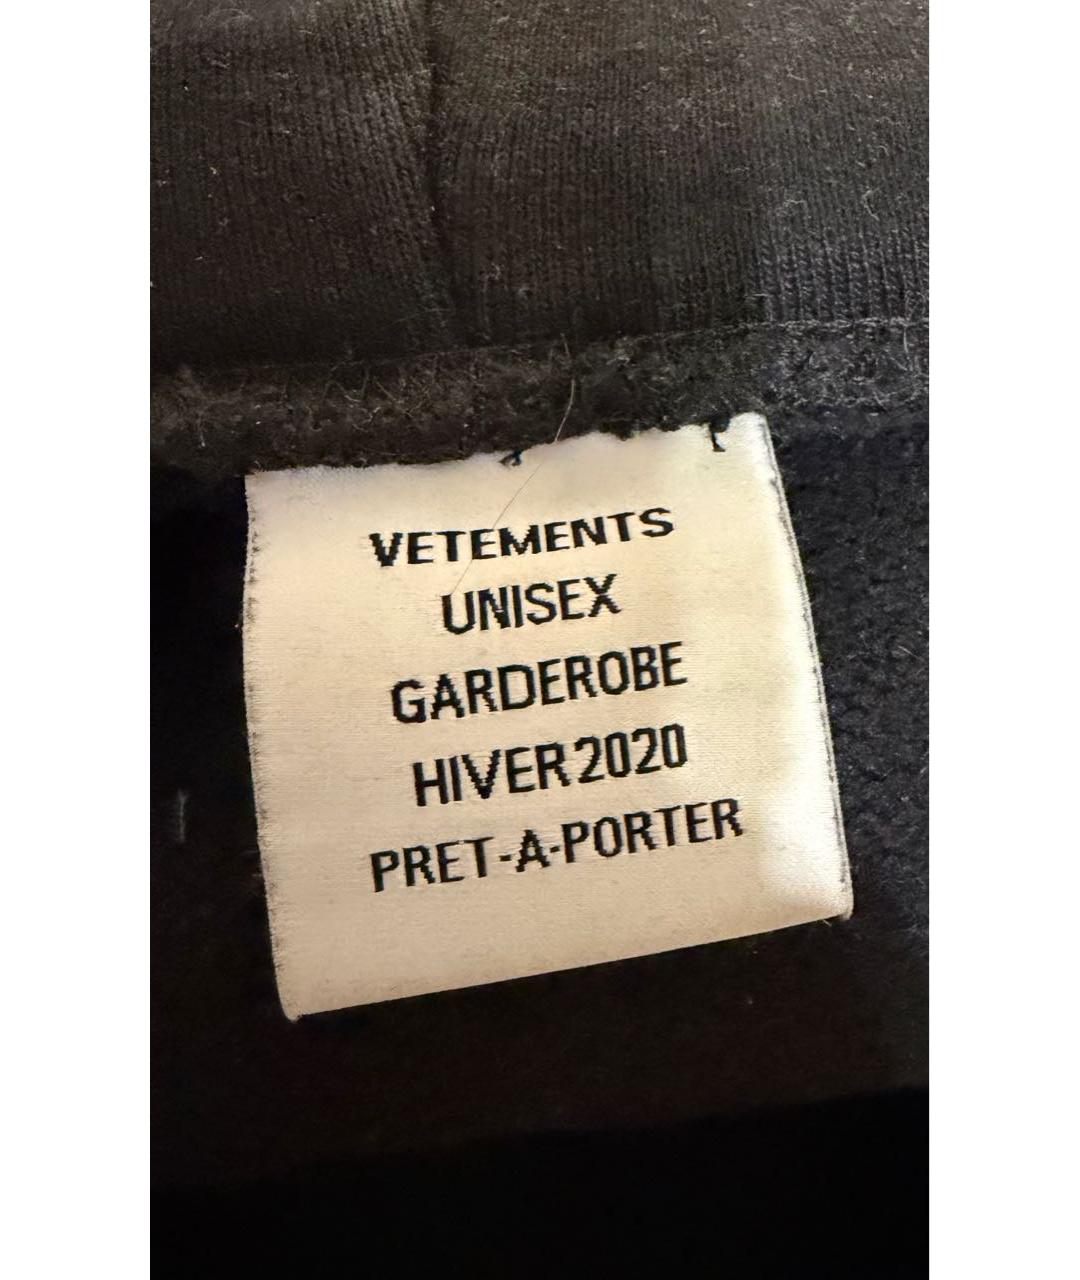 VETEMENTS
UNISEX
GARDEROBE
HIVER 2020
PRET-A-PORTER